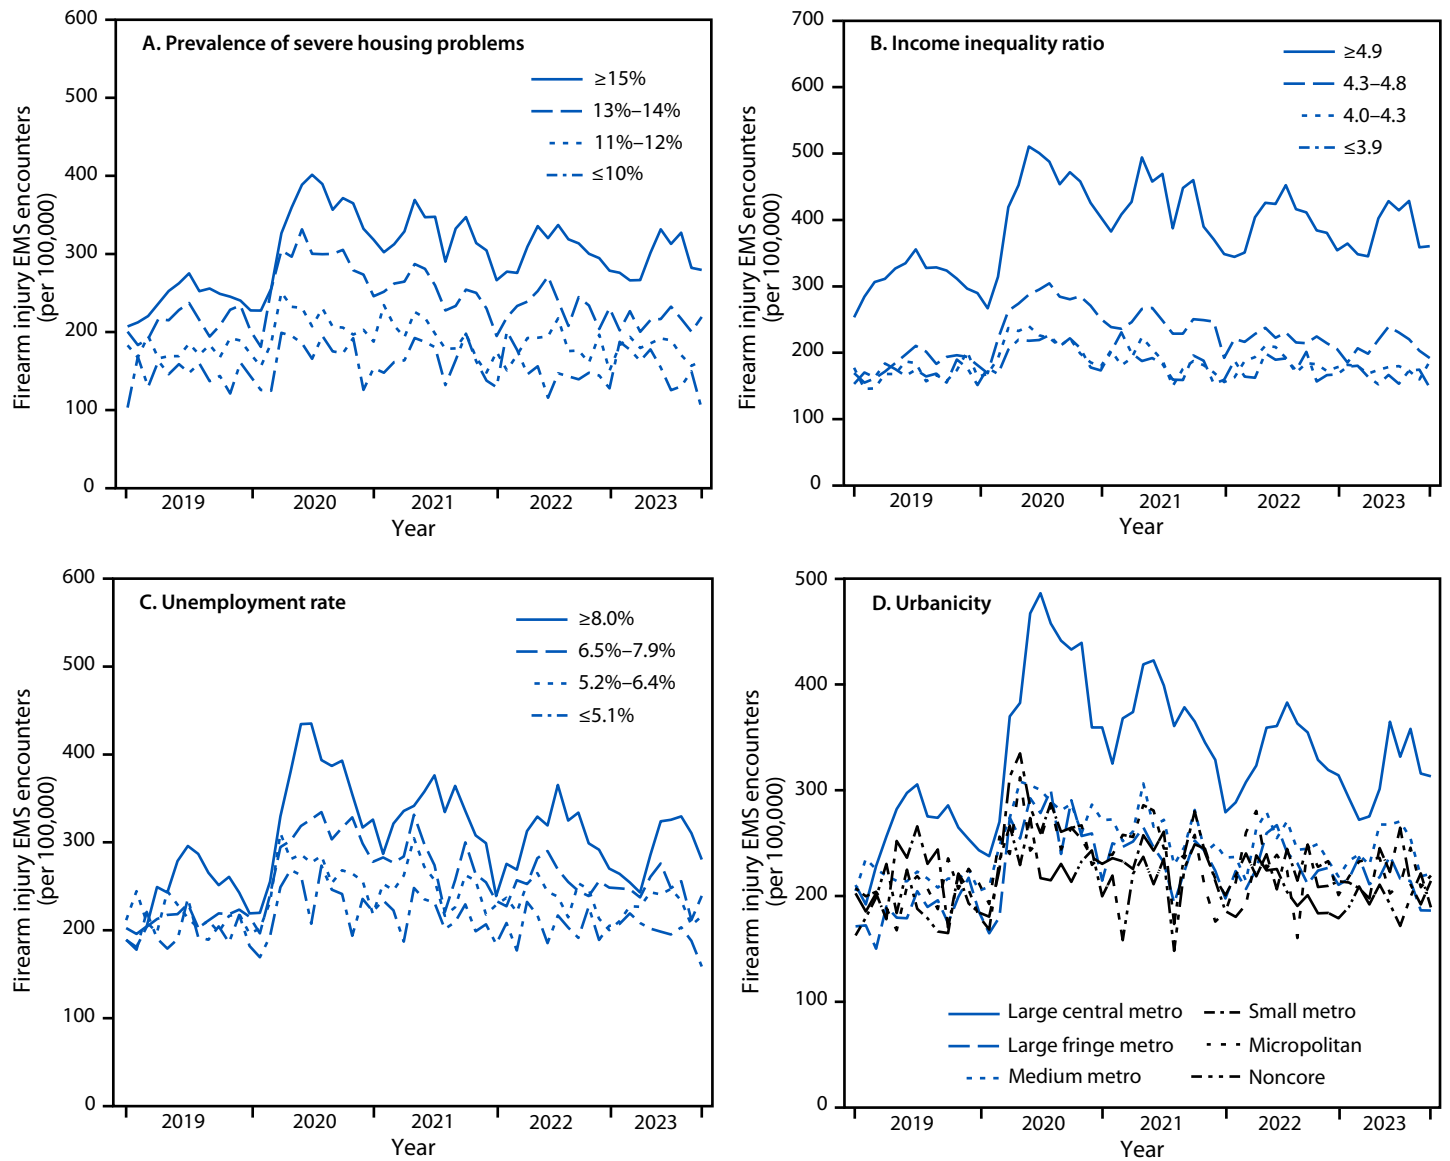 A. Prevalence of severe housing problems
Firearm injury EMS encounters
(per 100,000)
600
500
400
300
200
100
0
≥15%
13%–14%
11%–12%
≤10%
2019 2020 2021 2022 2023
Year
B. Income inequality ratio
Firearm injury EMS encounters
(per 100,000)
700
600
500
400
300
200
100
0
≥4.9
4.3–4.8
4.0–4.3
≤3.9
2019 2020 2021 2022 2023
Year
C. Unemployment rate
Firearm injury EMS encounters
(per 100,000)
600
500
400
300
200
100
0
≥8.0%
6.5%–7.9%
5.2%–6.4%
≤5.1%
2019 2020 2021 2022 2023
Year
D. Urbanicity
Firearm injury EMS encounters
(per 100,000)
500
400
300
200
100
0
Large central metro
Large fringe metro
Medium metro
Small metro
Micropolitan
Noncore
2019 2020 2021 2022 2023
Year